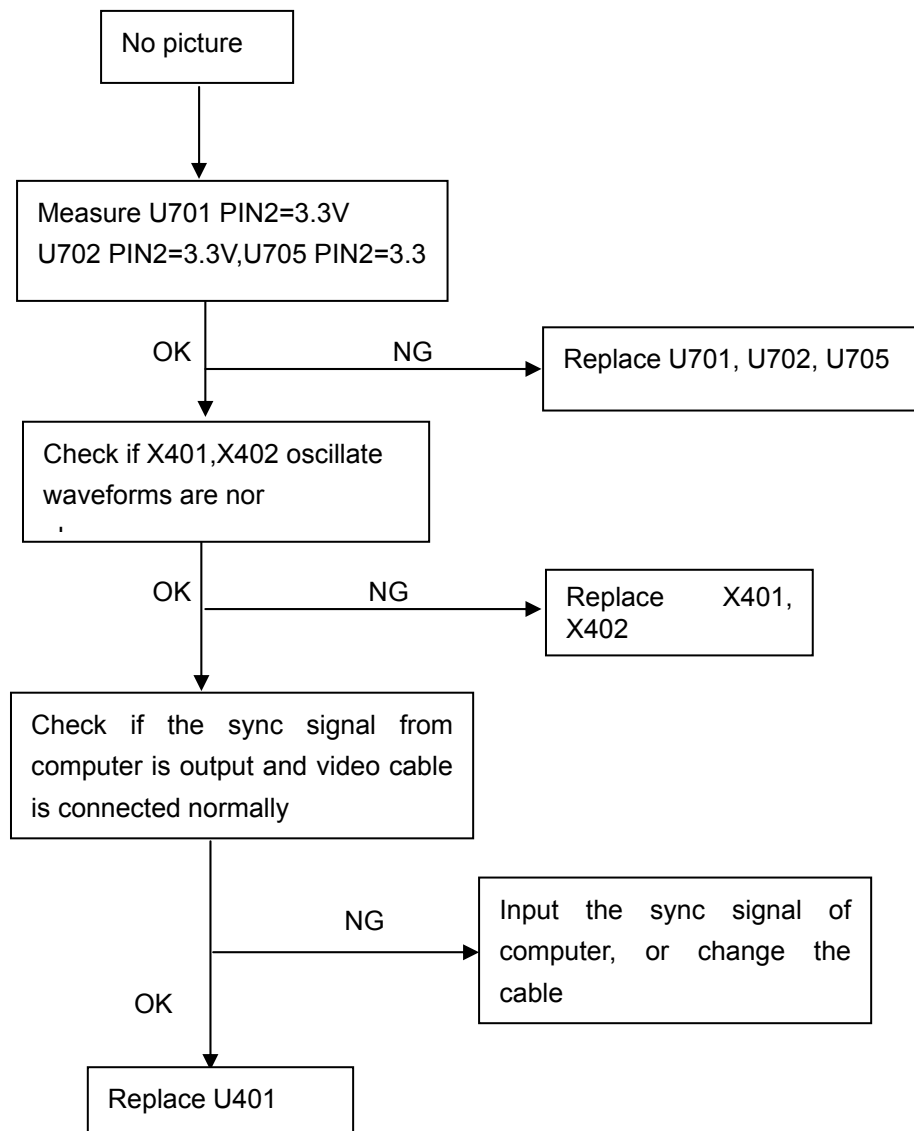 No picture
Measure U701 PIN2=3.3V
U702 PIN2=3.3V,U705 PIN2=3.3
OK
NG
Replace U701, U702, U705
Check if X401,X402 oscillate
waveforms are nor
OK
NG
Replace X401,
X402
Check if the sync signal from
computer is output and video cable
is connected normally
NG
Input the sync signal of
computer, or change the
cable
OK
Replace U401